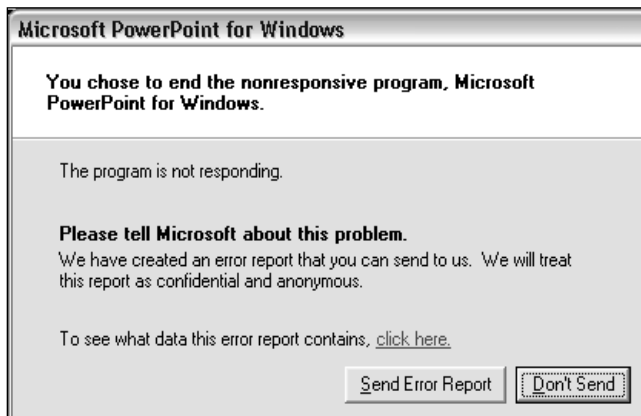 Microsoft PowerPoint for Windows
You chose to end the nonresponsive program, Microsoft
PowerPoint for Windows.
The program is not responding.
Please tell Microsoft about this problem.
We have created an error report that you can send to us. We will treat
this report as confidential and anonymous.
To see what data this error report contains, click here.
Send Error Report Don't Send